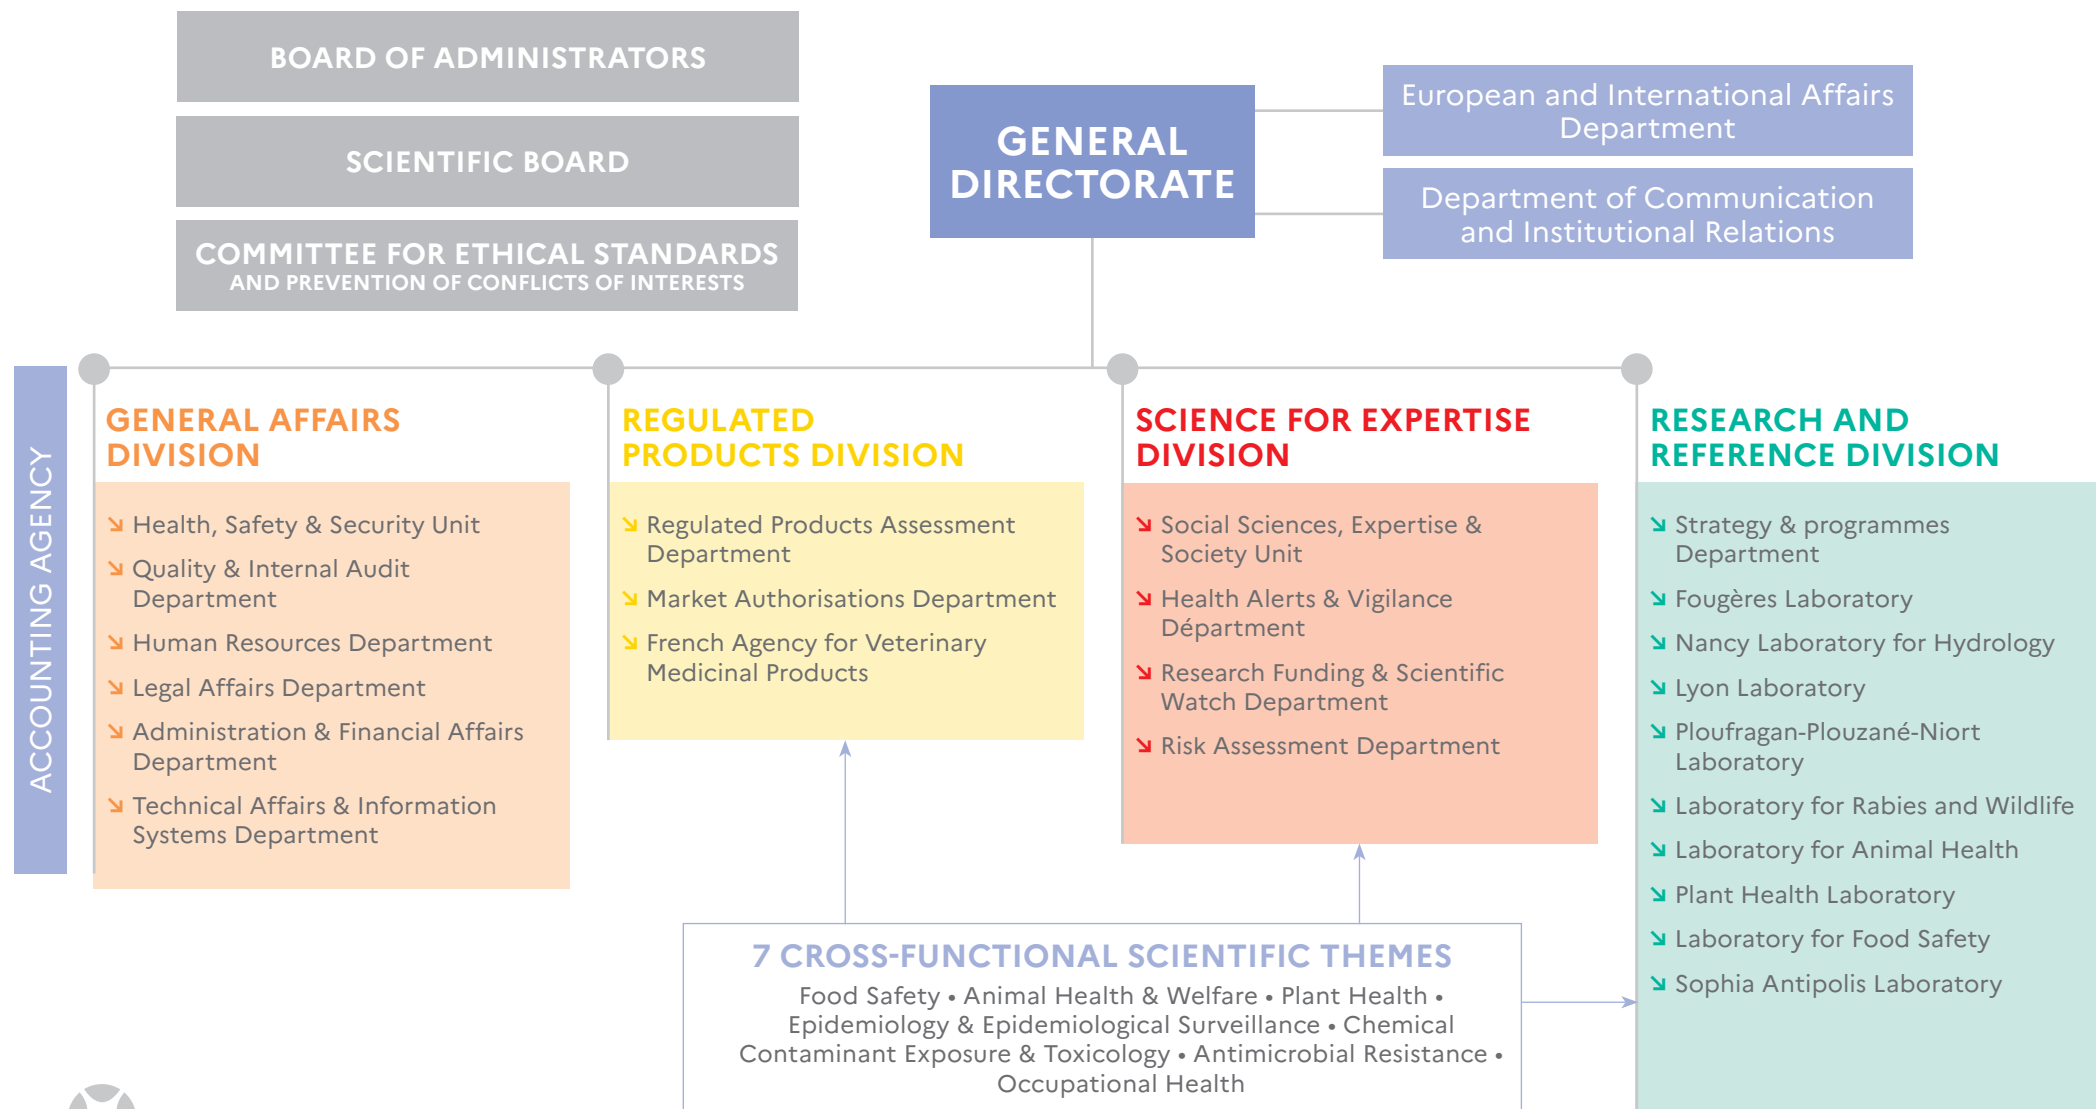 BOARD OF ADMINISTRATORS
SCIENTIFIC BOARD
COMMITTEE FOR ETHICAL STANDARDS
AND PREVENTION OF CONFLICTS OF INTERESTS
GENERAL
DIRECTORATE
European and International Affairs
Department
Department of Communication
and Institutional Relations
ACCOUNTING AGENCY
GENERAL AFFAIRS
DIVISION
Health, Safety & Security Unit
Quality & Internal Audit
Department
Human Resources Department
Legal Affairs Department
Administration & Financial Affairs
Department
Technical Affairs & Information
Systems Department
REGULATED
PRODUCTS DIVISION
Regulated Products Assessment
Department
Market Authorisations Department
French Agency for Veterinary
Medicinal Products
SCIENCE FOR EXPERTISE
DIVISION
Social Sciences, Expertise &
Society Unit
Health Alerts & Vigilance
Département
Research Funding & Scientific
Watch Department
Risk Assessment Department
RESEARCH AND
REFERENCE DIVISION
Strategy & programmes
Department
Fougères Laboratory
Nancy Laboratory for Hydrology
Lyon Laboratory
Ploufragan-Plouzané-Niort
Laboratory
Laboratory for Rabies and Wildlife
Laboratory for Animal Health
Plant Health Laboratory
Laboratory for Food Safety
Sophia Antipolis Laboratory
7 CROSS-FUNCTIONAL SCIENTIFIC THEMES
Food Safety • Animal Health & Welfare • Plant Health •
Epidemiology & Epidemiological Surveillance • Chemical
Contaminant Exposure & Toxicology • Antimicrobial Resistance •
Occupational Health